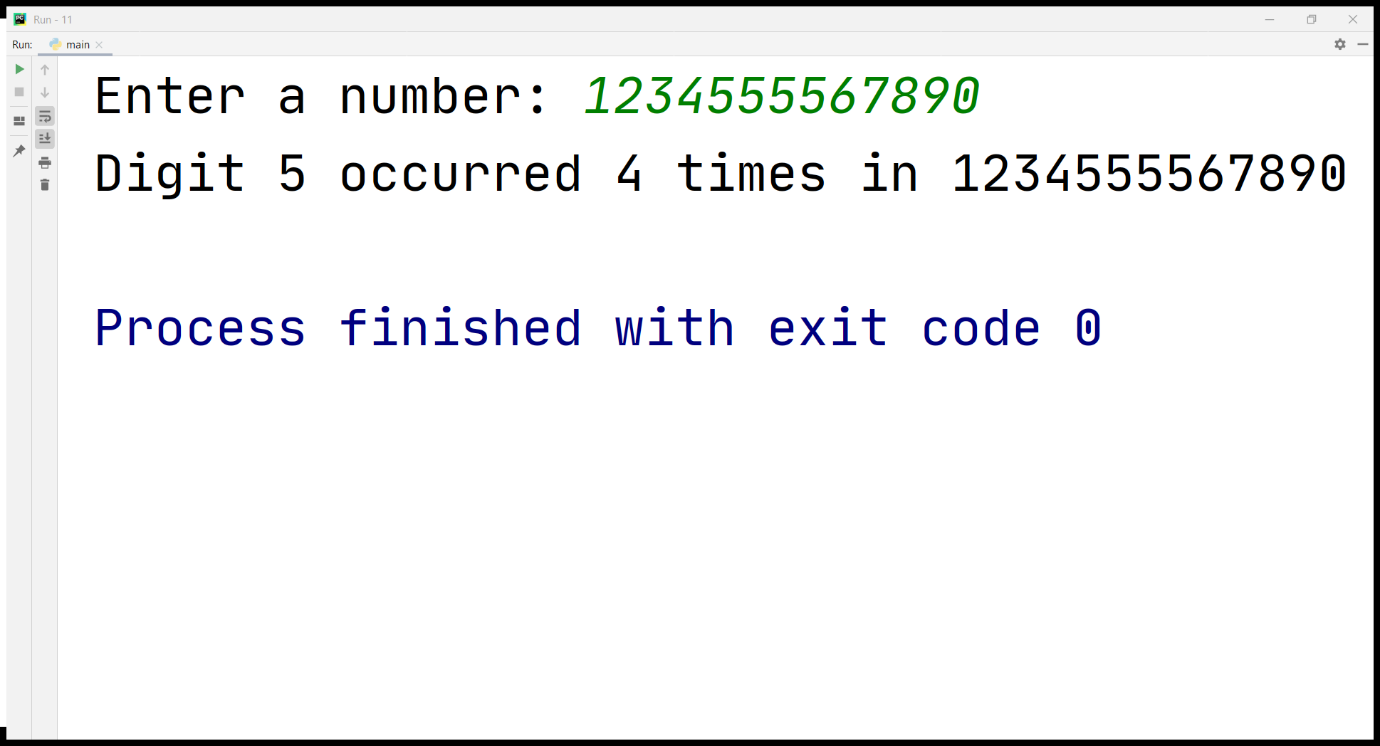 Run - 11
Run: main
Enter a number: 1234555567890
Digit 5 occurred 4 times in 1234555567890
Process finished with exit code 0